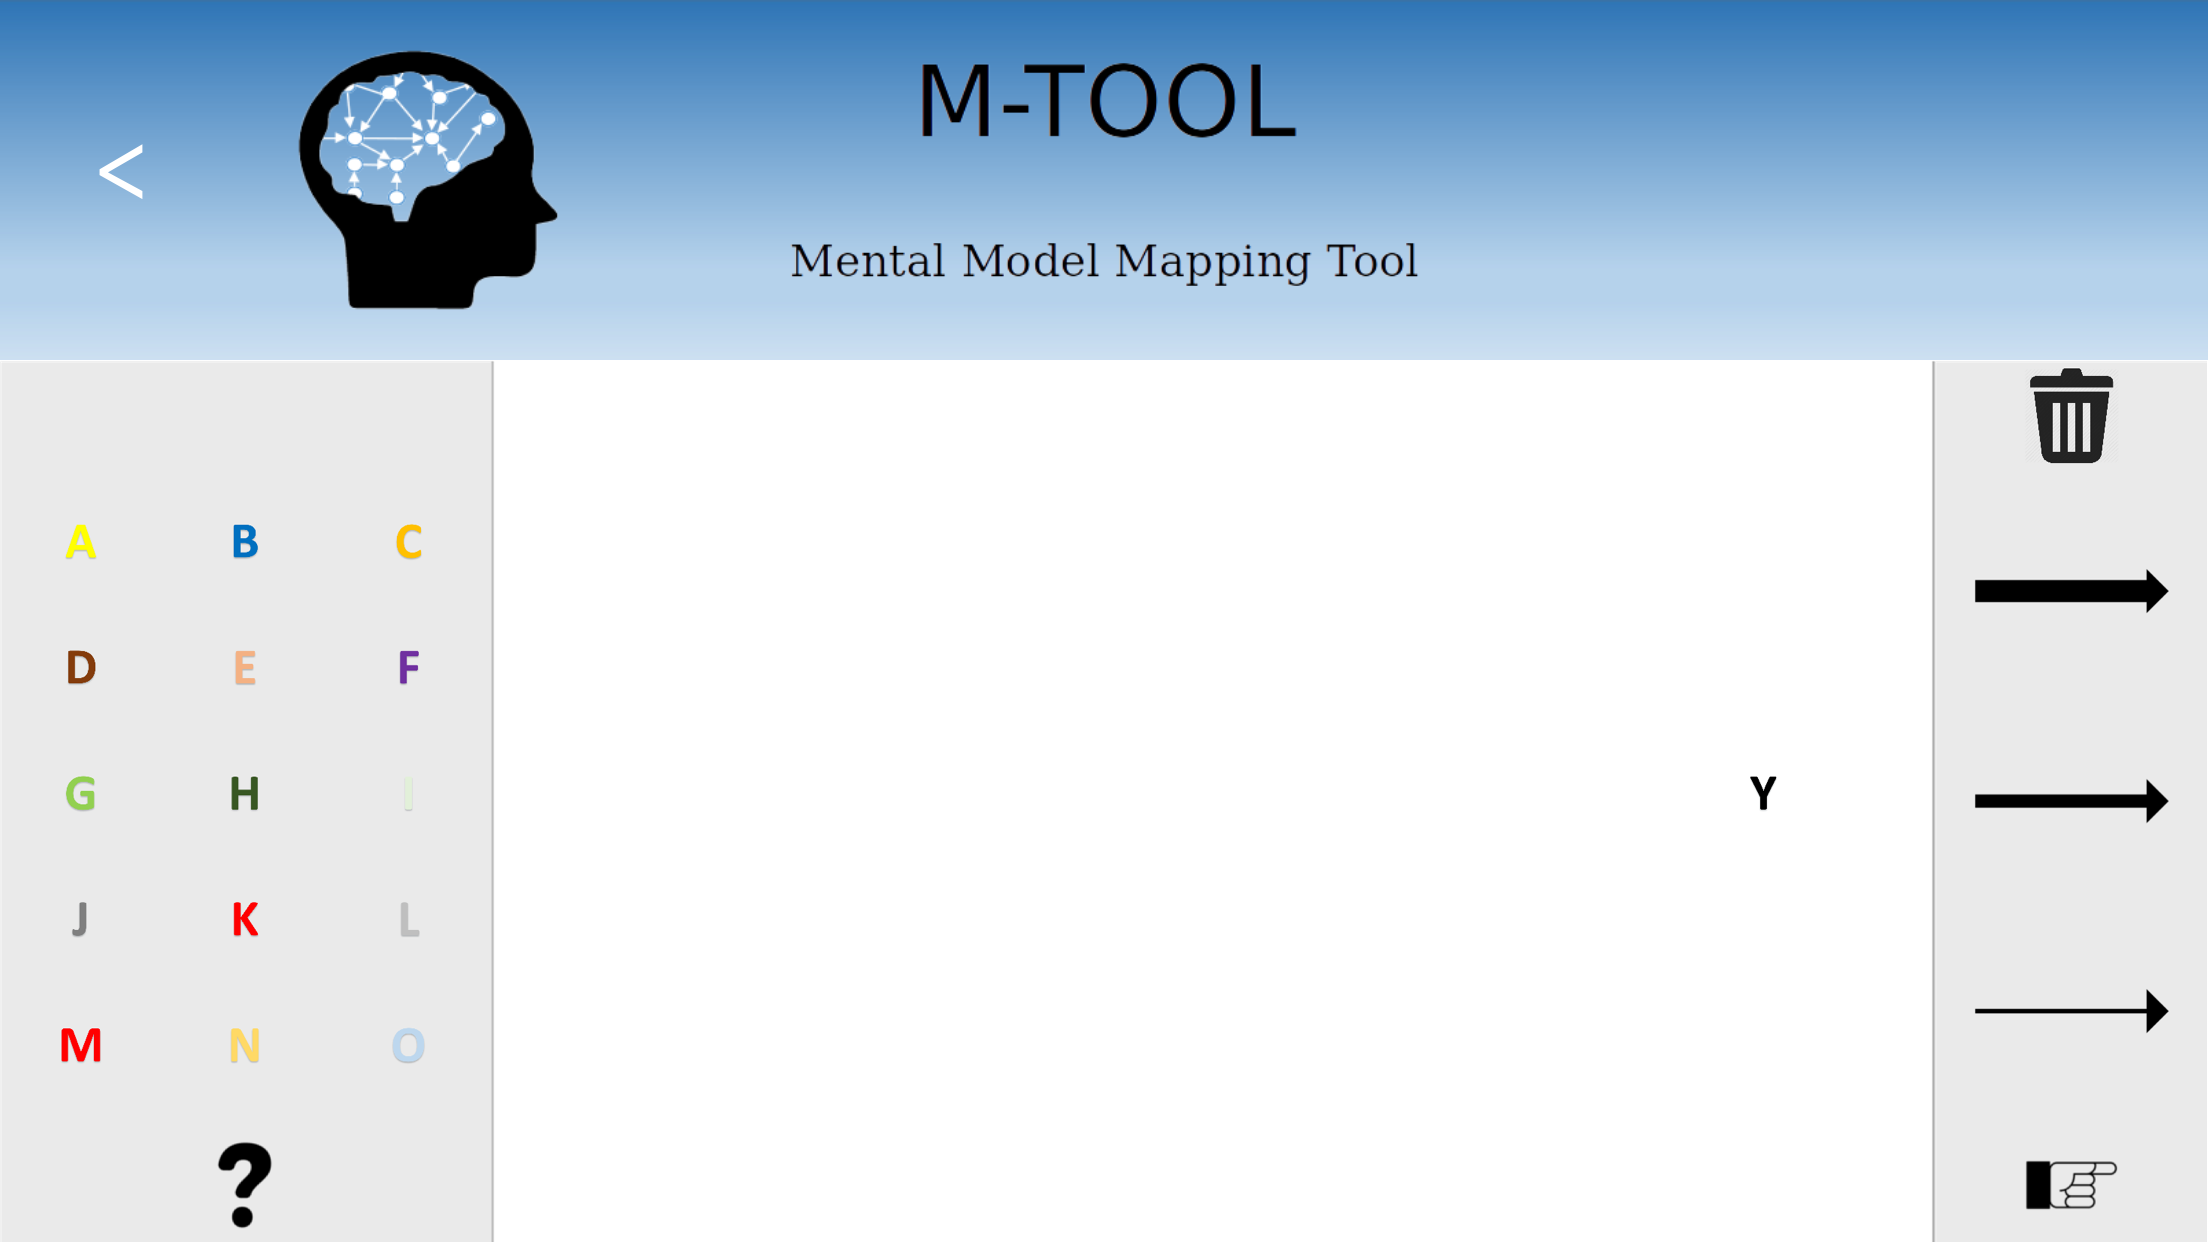 <
M-TOOL
Mental Model Mapping Tool
A B C
D E F
G H I
Y
J K L
M N O
?